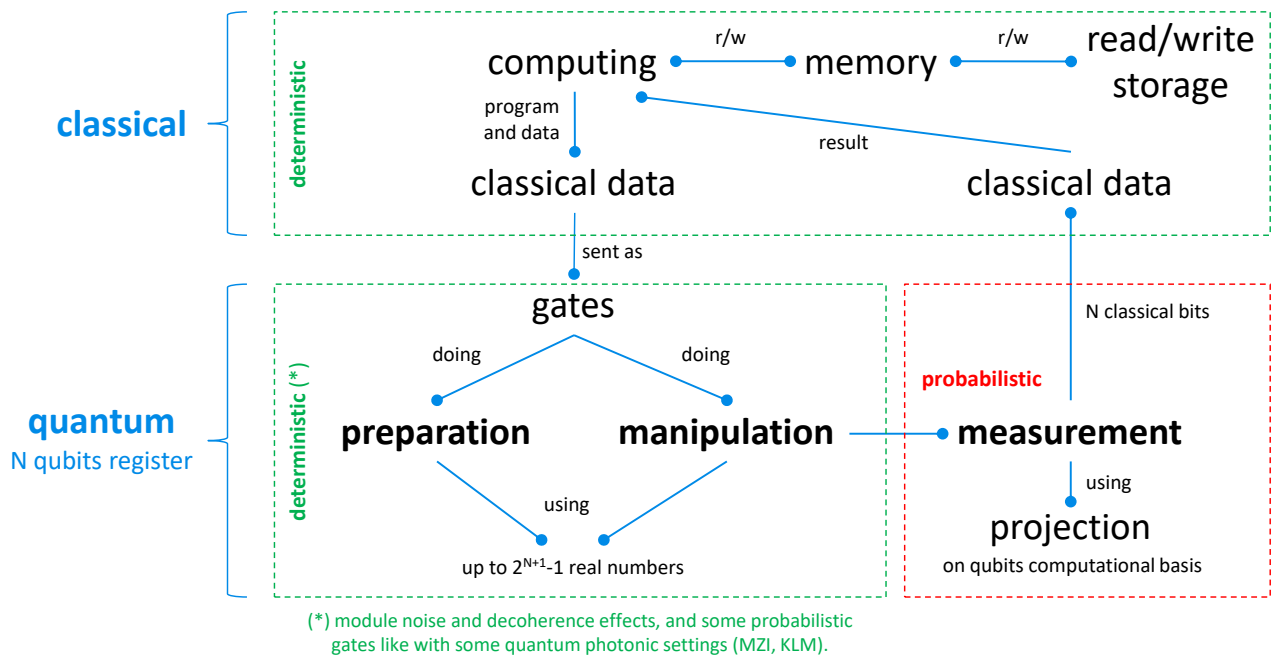 classical
deterministic
computing
r/w
memory
r/w
read/write
storage
program
and data
result
classical data
classical data
sent as
quantum
N qubits register
deterministic (*)
gates
doing
doing
preparation
manipulation
using
up to 2^{N+1}-1 real numbers
N classical bits
probabilistic
measurement
using
projection
on qubits computational basis
(*) module noise and decoherence effects, and some probabilistic
gates like with some quantum photonic settings (MZI, KLM).